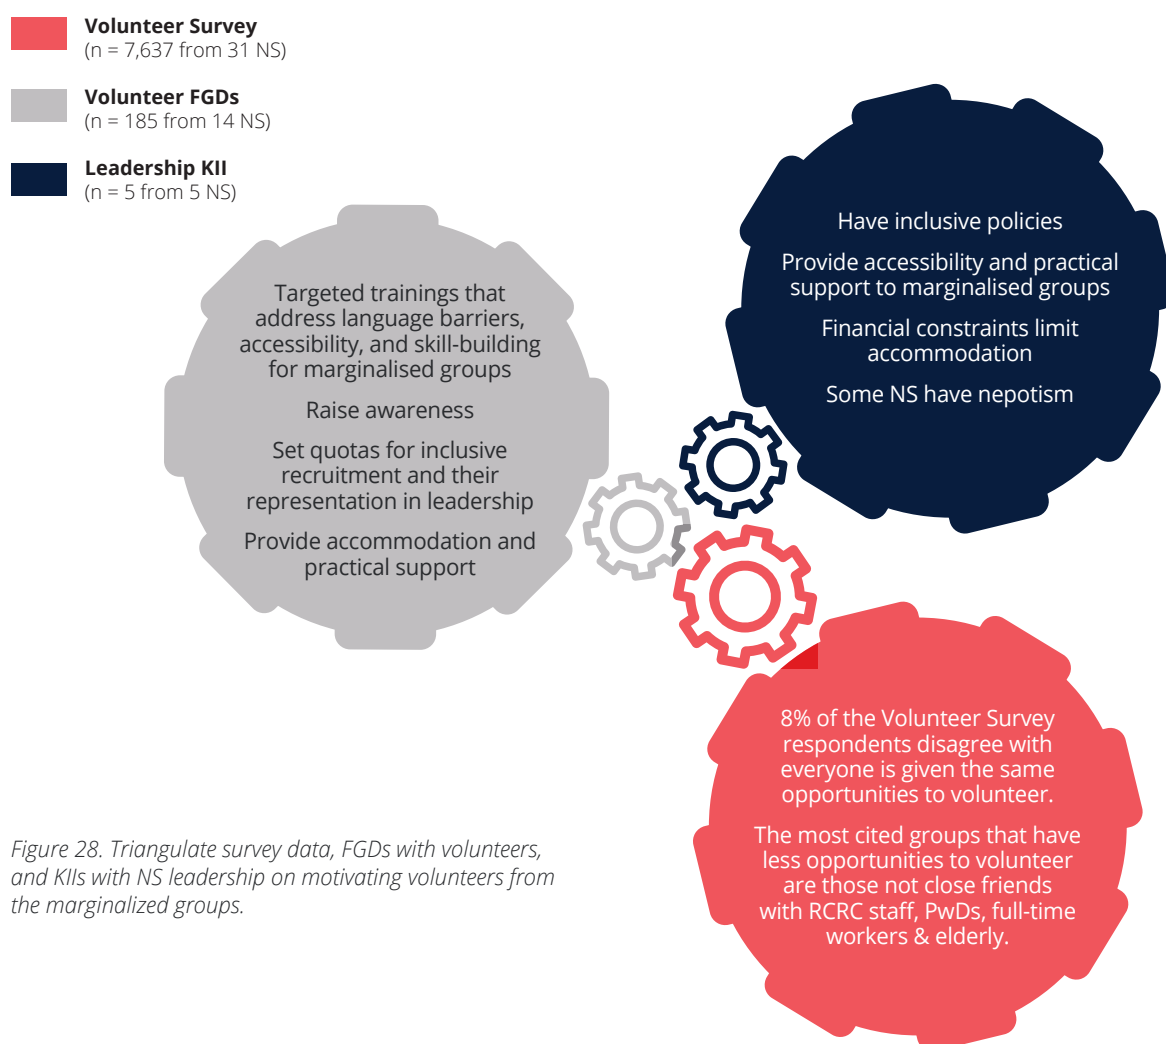 Volunteer Survey
(n = 7,637 from 31 NS)
Volunteer FGDs
(n = 185 from 14 NS)
Leadership KII
(n = 5 from 5 NS)
Have inclusive policies
Provide accessibility and practical
support to marginalised groups
Financial constraints limit
accommodation
Some NS have nepotism
Targeted trainings that
address language barriers,
accessibility, and skill-building
for marginalised groups
Raise awareness
Set quotas for inclusive
recruitment and their
representation in leadership
Provide accommodation and
practical support
8% of the Volunteer Survey
respondents disagree with
everyone is given the same
opportunities to volunteer.
The most cited groups that have
less opportunities to volunteer
are those not close friends
with RCRC staff, PwDs, full-time
workers & elderly.
Figure 28. Triangulate survey data, FGDs with volunteers,
and KIIs with NS leadership on motivating volunteers from
the marginalized groups.